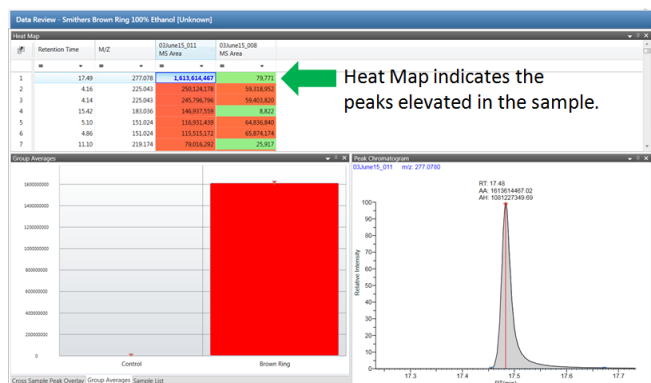 Data Review - Smithers Brown Ring 100% Ethanol [Unknown]
Heat Map
Retention Time M/Z 03June15_011 MS Area 03June15_008 MS Area
= = = =
1 17.49 277.078 1,613,614,467 79,771
2 4.16 225.043 250,124,178 59,318,952
3 4.14 225.043 245,796,796 59,403,820
4 15.42 183.036 146,937,559 8,822
5 5.10 151.024 116,931,439 64,836,840
6 4.86 151.024 115,515,172 65,874,174
7 11.10 219.174 79,016,292 25,917
Heat Map indicates the
peaks elevated in the sample.
Group Averages
1600000000
1400000000
1200000000
1000000000
800000000
600000000
400000000
200000000
0
Control Brown Ring
Cross Sample Peak Overlay Group Averages Sample List
Peak Chromatogram
03June15_011 m/z: 277.0780
RT: 17.48
AA: 1613614467.02
AH: 1081227349.69
Relative Intensity
100
90
80
70
60
50
40
30
20
10
0
17.3 17.4 17.5 17.6 17.7
RT(min)